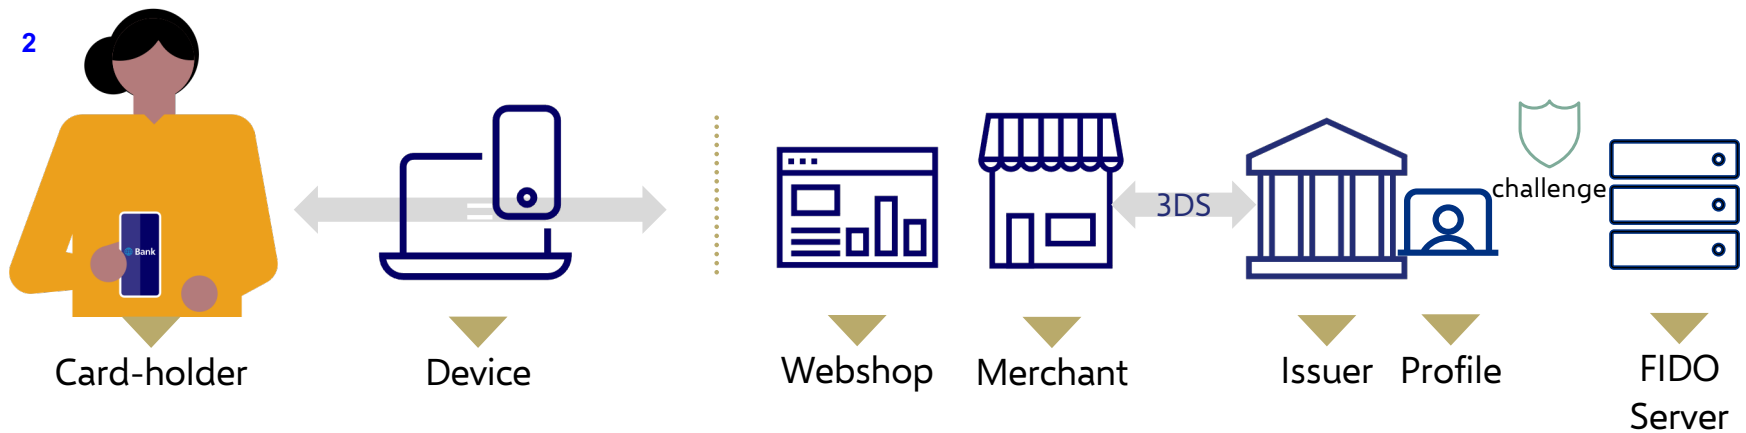 2
Bank
3DS
challenge
Card-holder
Device
Webshop
Merchant
Issuer
Profile
FIDO
Server